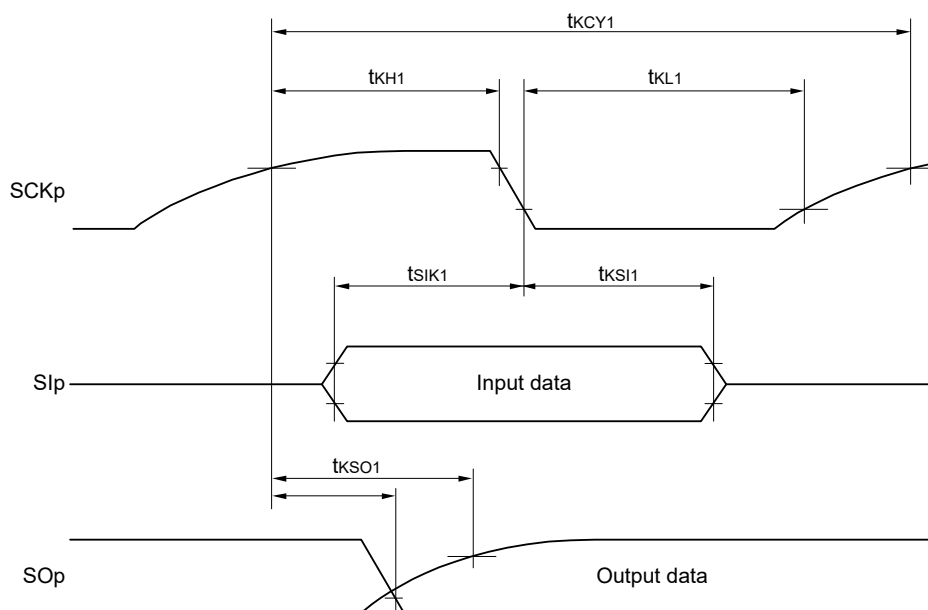 tKCY1
tKH1
tKL1
SCKp
tSIK1
tKSI1
SIp
Input data
tKSO1
SOp
Output data